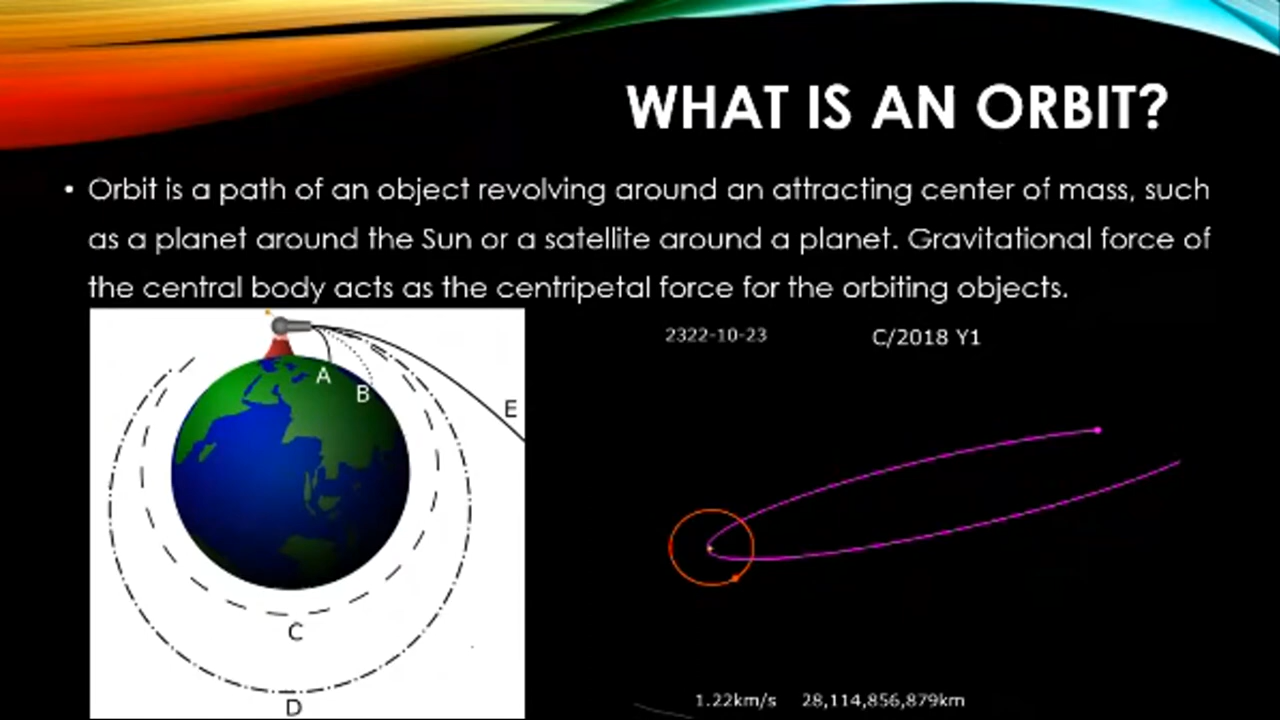 WHAT IS AN ORBIT?
• Orbit is a path of an object revolving around an attracting center of mass, such
as a planet around the Sun or a satellite around a planet. Gravitational force of
the central body acts as the centripetal force for the orbiting objects.
2322-10-23 C/2018 Y1
A
B
E
C
D
1.22km/s 28,114,856,879km